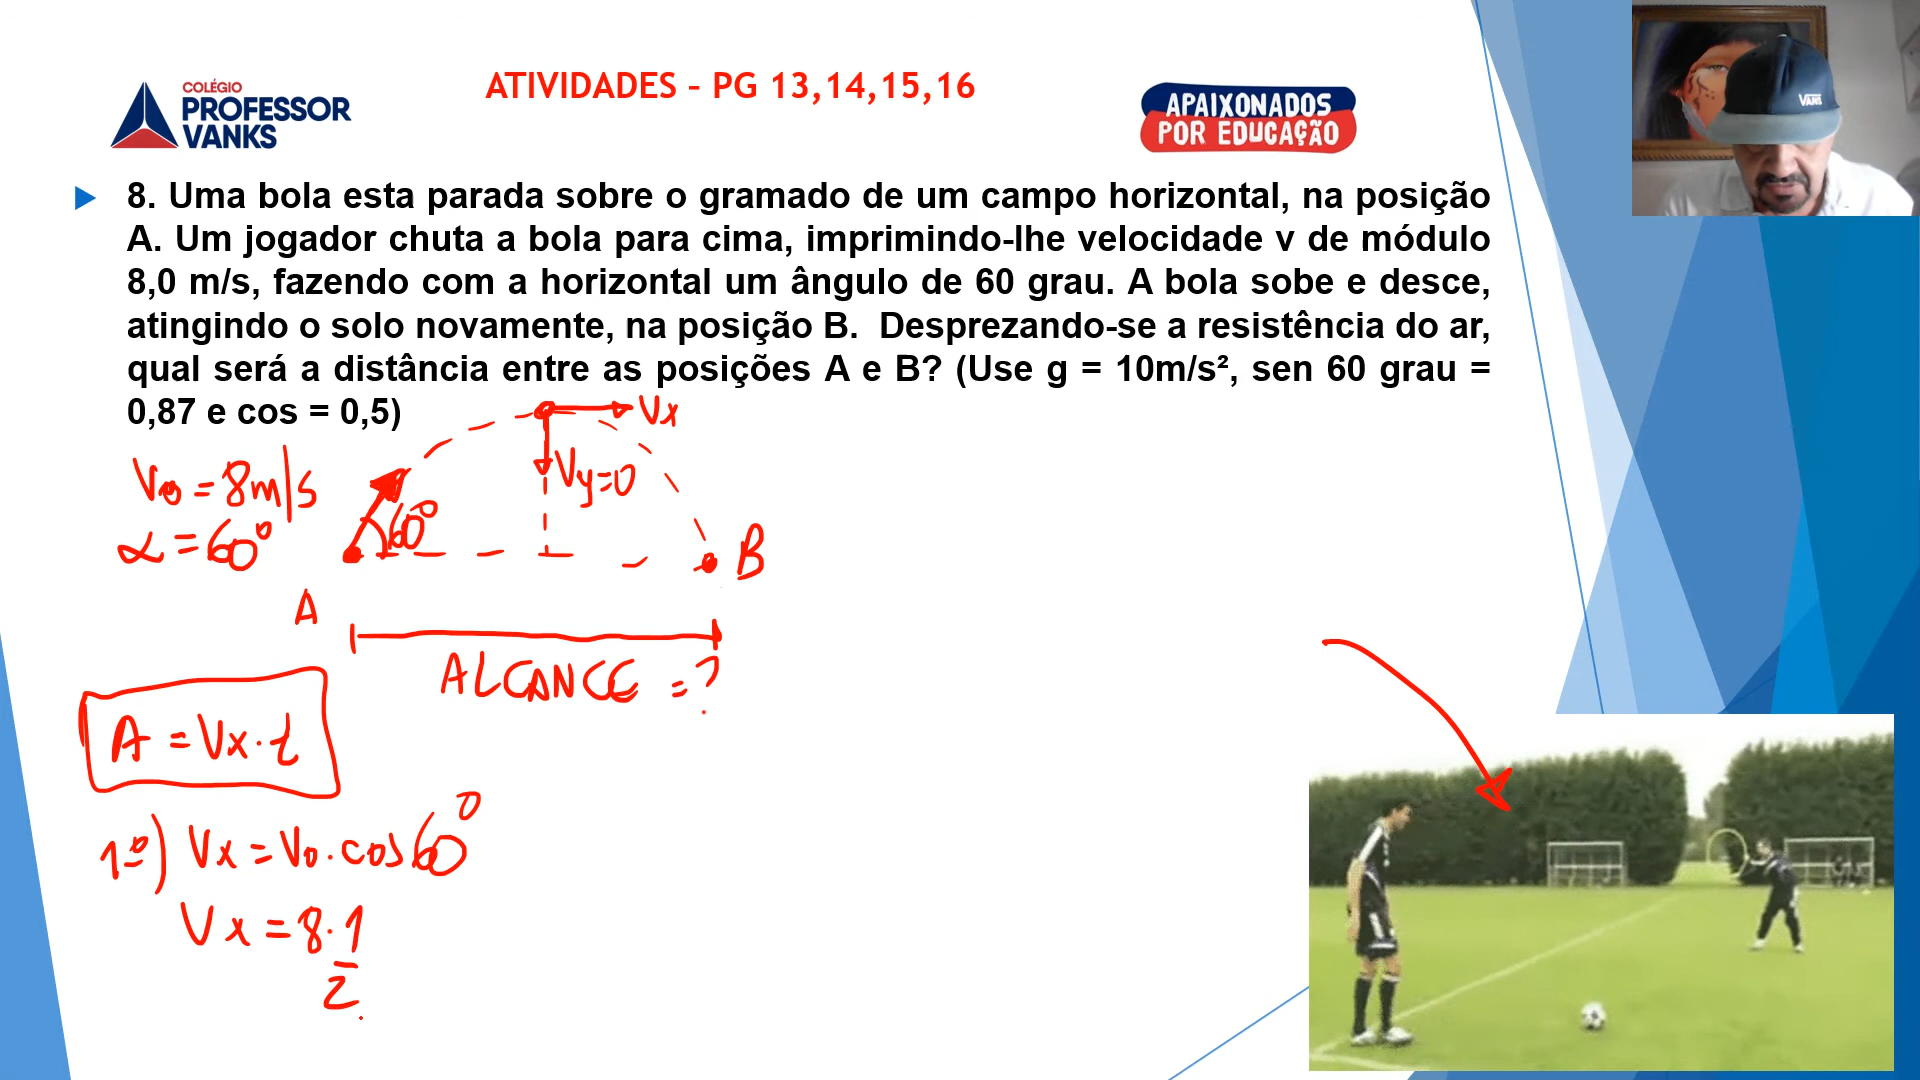 COLÉGIO
PROFESSOR
VANKS
ATIVIDADES – PG 13,14,15,16
APAIXONADOS
POR EDUCAÇÃO
VANS
8. Uma bola esta parada sobre o gramado de um campo horizontal, na posição
A. Um jogador chuta a bola para cima, imprimindo-lhe velocidade v de módulo
8,0 m/s, fazendo com a horizontal um ângulo de 60 grau. A bola sobe e desce,
atingindo o solo novamente, na posição B. Desprezando-se a resistência do ar,
qual será a distância entre as posições A e B? (Use g = 10m/s², sen 60 grau =
0,87 e cos = 0,5)
Vx
Vy=0
V0 = 8m/s
α = 60°
60°
B
A
ALCANCE = ?
A = Vx . t
1º) Vx = V0 . cos 60°
Vx = 8 . 1
2